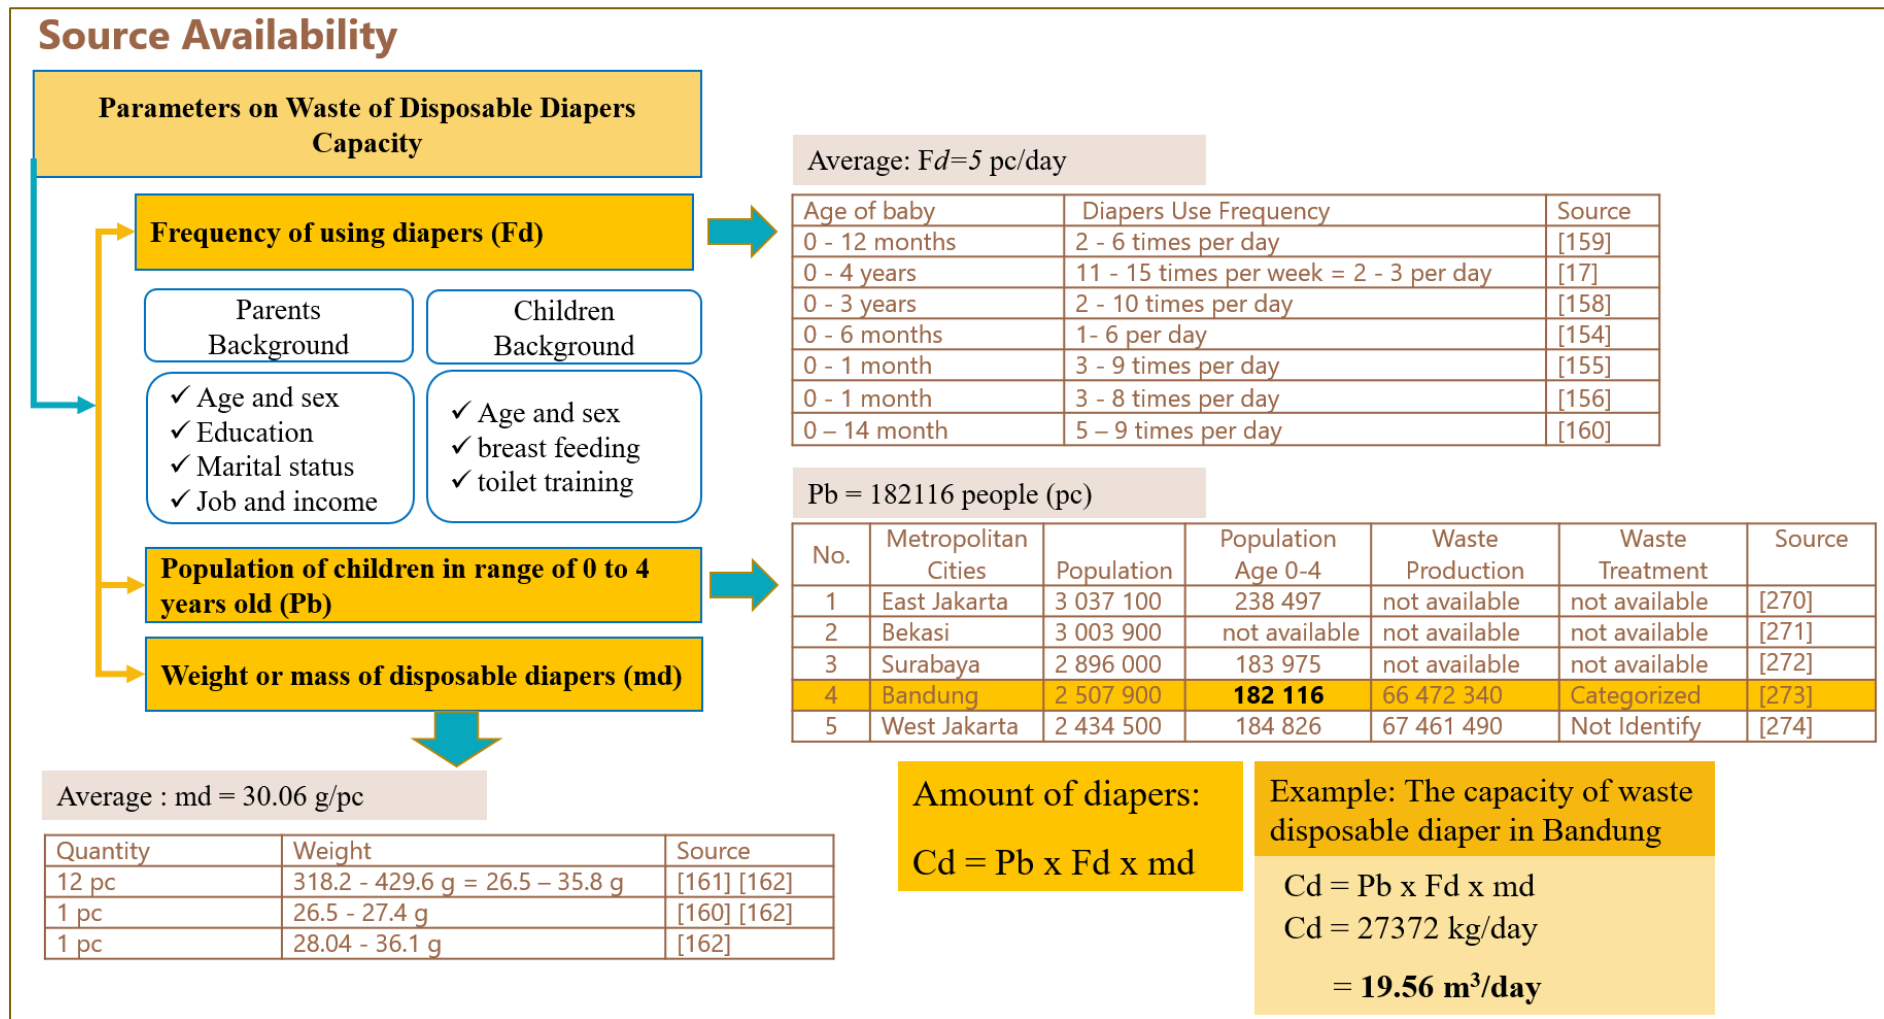 Source Availability
Parameters on Waste of Disposable Diapers
Capacity
Frequency of using diapers (Fd)
Parents
Background
Children
Background
✓ Age and sex
✓ Education
✓ Marital status
✓ Job and income
✓ Age and sex
✓ breast feeding
✓ toilet training
Population of children in range of 0 to 4
years old (Pb)
Weight or mass of disposable diapers (md)
Average : md = 30.06 g/pc
Quantity Weight Source
12 pc 318.2 - 429.6 g = 26.5 – 35.8 g [161] [162]
1 pc 26.5 - 27.4 g [160] [162]
1 pc 28.04 - 36.1 g [162]
Average: Fd=5 pc/day
Age of baby Diapers Use Frequency Source
0 - 12 months 2 - 6 times per day [159]
0 - 4 years 11 - 15 times per week = 2 - 3 per day [17]
0 - 3 years 2 - 10 times per day [158]
0 - 6 months 1- 6 per day [154]
0 - 1 month 3 - 9 times per day [155]
0 - 1 month 3 - 8 times per day [156]
0 – 14 month 5 – 9 times per day [160]
Pb = 182116 people (pc)
No. Metropolitan Cities Population Population Age 0-4 Waste Production Waste Treatment Source
1 East Jakarta 3 037 100 238 497 not available not available [270]
2 Bekasi 3 003 900 not available not available not available [271]
3 Surabaya 2 896 000 183 975 not available not available [272]
4 Bandung 2 507 900 182 116 66 472 340 Categorized [273]
5 West Jakarta 2 434 500 184 826 67 461 490 Not Identify [274]
Amount of diapers:
Cd = Pb x Fd x md
Example: The capacity of waste
disposable diaper in Bandung
Cd = Pb x Fd x md
Cd = 27372 kg/day
= 19.56 m³/day